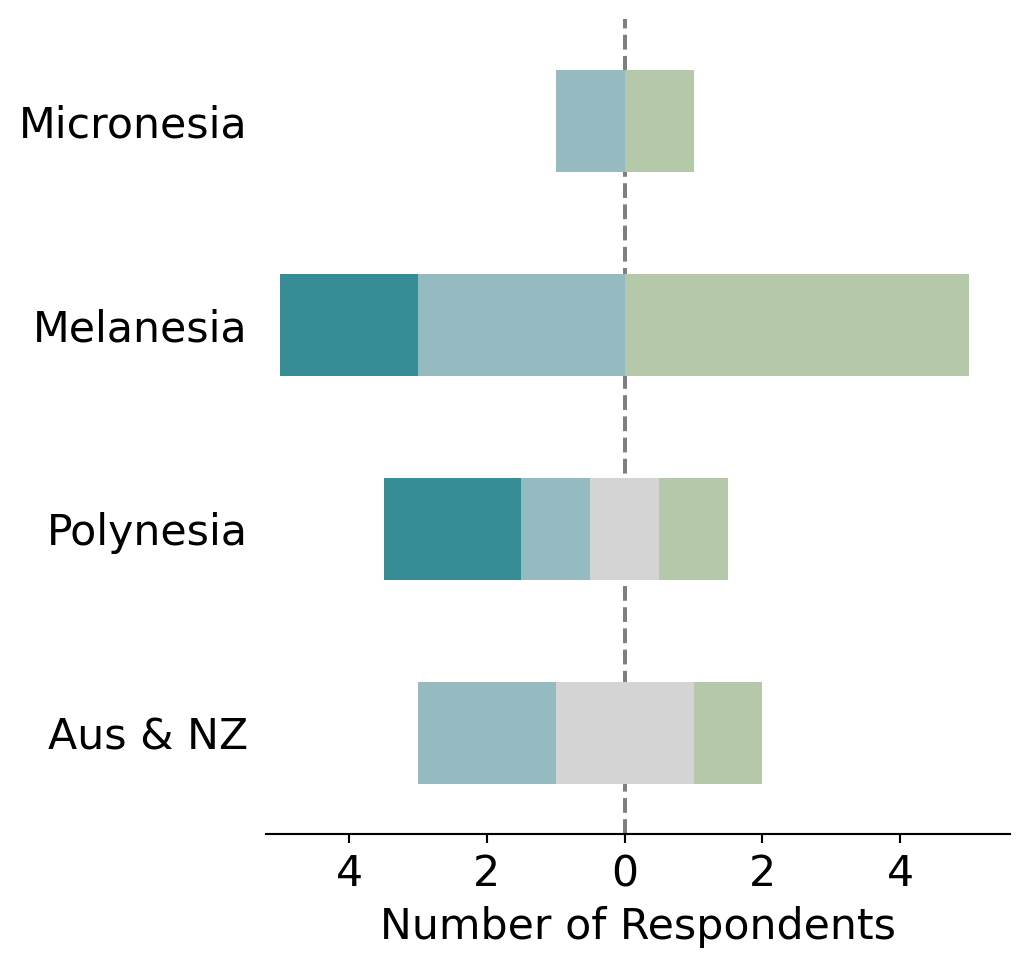 Micronesia
Melanesia
Polynesia
Aus & NZ
4 2 0 2 4
Number of Respondents